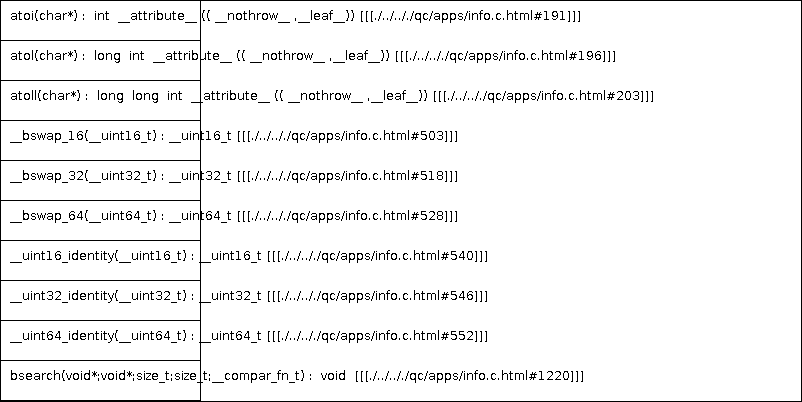 atoi(char*) : int __attribute__ (( __nothrow__ ,__leaf__)) [[[./../.././qc/apps/info.c.html#191]]]
atol(char*) : long int __attribute__ (( __nothrow__ ,__leaf__)) [[[./../.././qc/apps/info.c.html#196]]]
atoll(char*) : long long int __attribute__ (( __nothrow__ ,__leaf__)) [[[./../.././qc/apps/info.c.html#203]]]
__bswap_16(__uint16_t) : __uint16_t [[[./../.././qc/apps/info.c.html#503]]]
__bswap_32(__uint32_t) : __uint32_t [[[./../.././qc/apps/info.c.html#518]]]
__bswap_64(__uint64_t) : __uint64_t [[[./../.././qc/apps/info.c.html#528]]]
__uint16_identity(__uint16_t) : __uint16_t [[[./../.././qc/apps/info.c.html#540]]]
__uint32_identity(__uint32_t) : __uint32_t [[[./../.././qc/apps/info.c.html#546]]]
__uint64_identity(__uint64_t) : __uint64_t [[[./../.././qc/apps/info.c.html#552]]]
bsearch(void*;void*;size_t;size_t;__compar_fn_t) : void [[[./../.././qc/apps/info.c.html#1220]]]